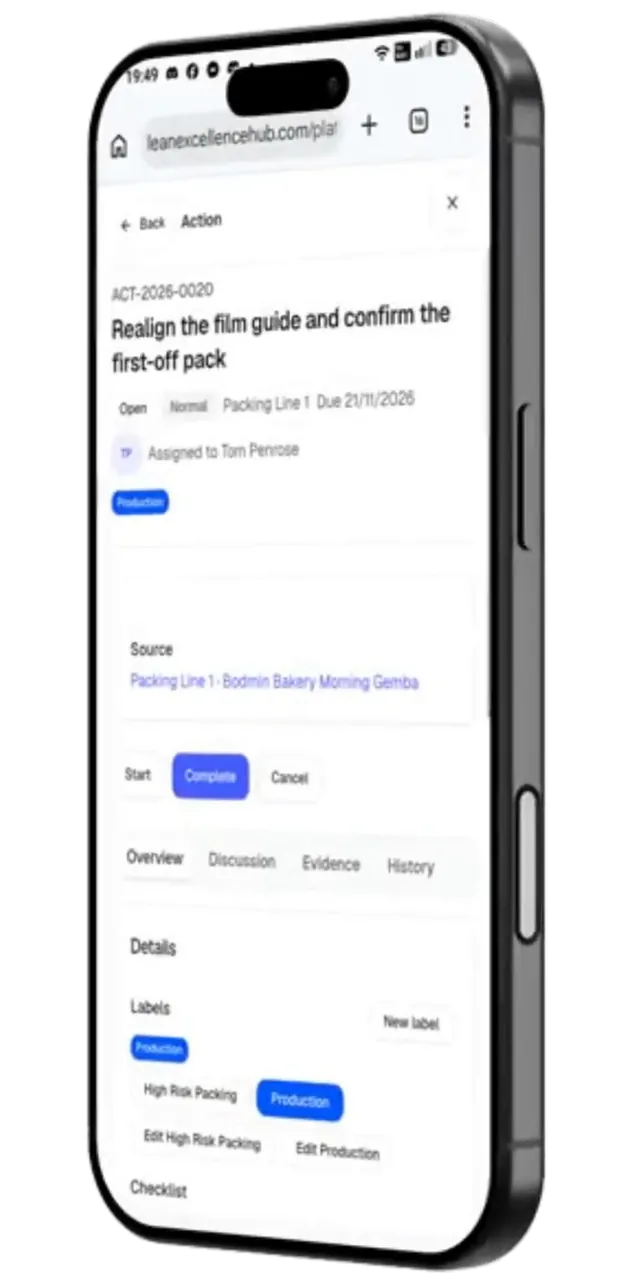 19:49
leanexcellencehub.com/plat
16
Back Action
ACT-2026-0020
Realign the film guide and confirm the
first-off pack
Open Normal Packing Line 1 Due 21/11/2026
TP Assigned to Tom Penrose
Production
Source
Packing Line 1 · Bodmin Bakery Morning Gemba
Start Complete Cancel
Overview Discussion Evidence History
Details
Labels
New label
Production
High Risk Packing Production
Edit High Risk Packing Edit Production
Checklist